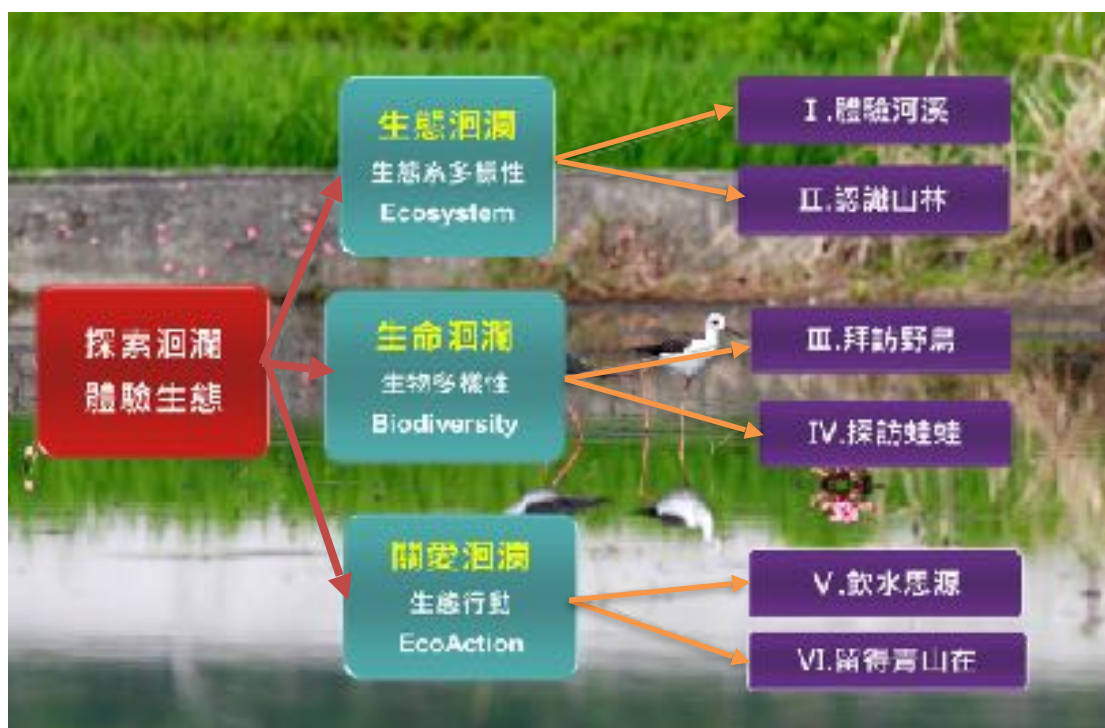 探索洄瀾
體驗生態
生態洄瀾
生態系多樣性
Ecosystem
生命洄瀾
生物多樣性
Biodiversity
關愛洄瀾
生態行動
EcoAction
I.體驗河溪
II.認識山林
III.拜訪野鳥
IV.探訪蛙蛙
V.飲水思源
VI.留得青山在